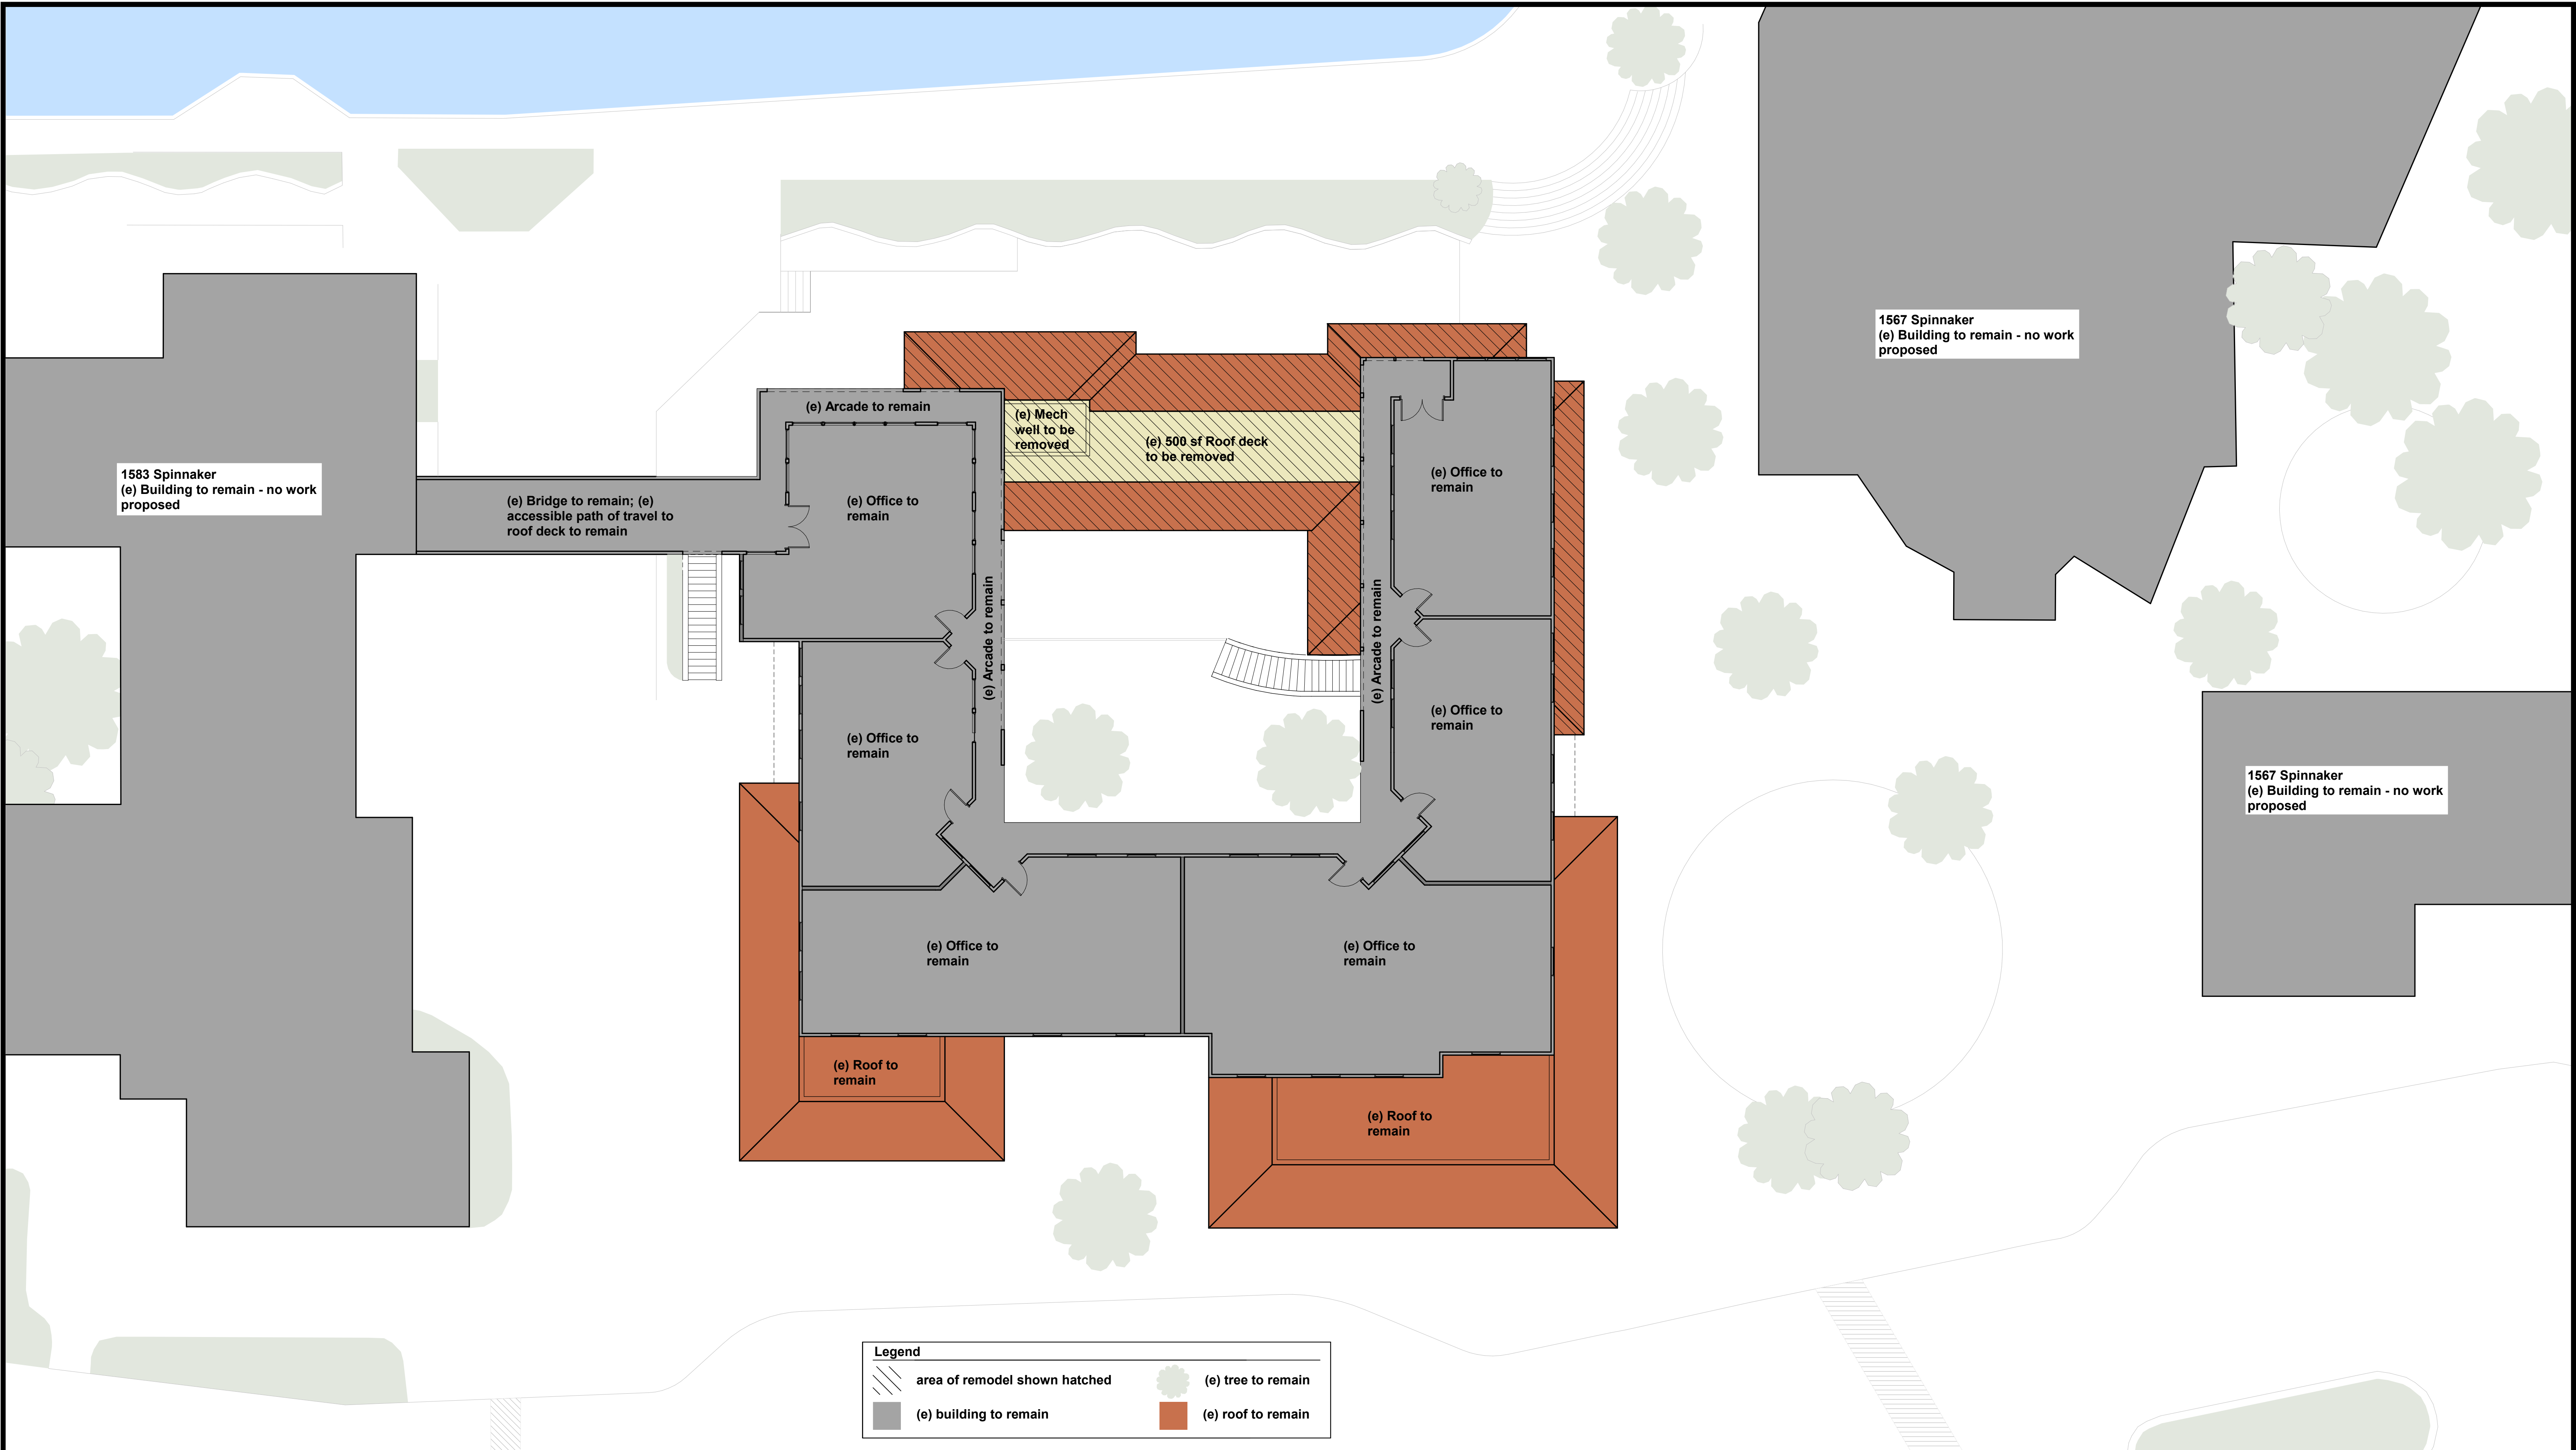 1567 Spinnaker
(e) Building to remain - no work
proposed
(e) Arcade to remain
(e) Mech
well to be
removed
(e) 500 sf Roof deck
to be removed
1583 Spinnaker
(e) Building to remain - no work
proposed
(e) Bridge to remain; (e)
accessible path of travel to
roof deck to remain
(e) Office to
remain
(e) Office to
remain
(e) Arcade to remain
(e) Arcade to remain
(e) Office to
remain
(e) Office to
remain
1567 Spinnaker
(e) Building to remain - no work
proposed
(e) Office to
remain
(e) Office to
remain
(e) Roof to
remain
(e) Roof to
remain
Legend
area of remodel shown hatched
(e) tree to remain
(e) building to remain
(e) roof to remain